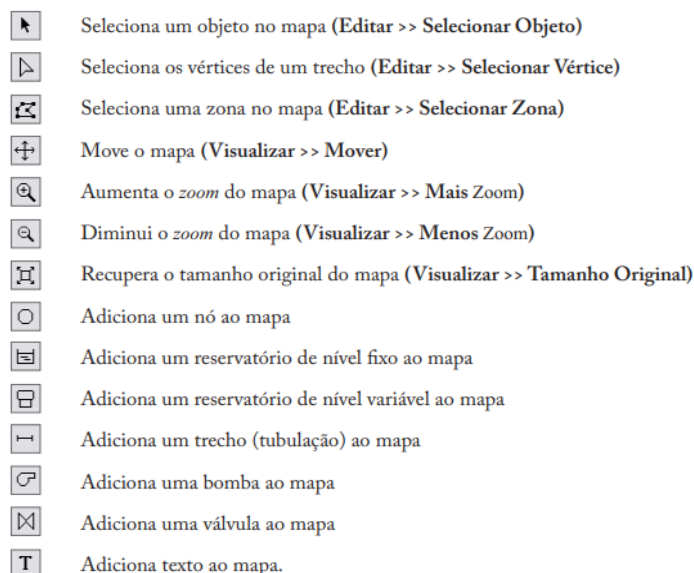 Seleciona um objeto no mapa (Editar >> Selecionar Objeto)
Seleciona os vértices de um trecho (Editar >> Selecionar Vértice)
Seleciona uma zona no mapa (Editar >> Selecionar Zona)
Move o mapa (Visualizar >> Mover)
Aumenta o zoom do mapa (Visualizar >> Mais Zoom)
Diminui o zoom do mapa (Visualizar >> Menos Zoom)
Recupera o tamanho original do mapa (Visualizar >> Tamanho Original)
Adiciona um nó ao mapa
Adiciona um reservatório de nível fixo ao mapa
Adiciona um reservatório de nível variável ao mapa
Adiciona um trecho (tubulação) ao mapa
Adiciona uma bomba ao mapa
Adiciona uma válvula ao mapa
T Adiciona texto ao mapa.